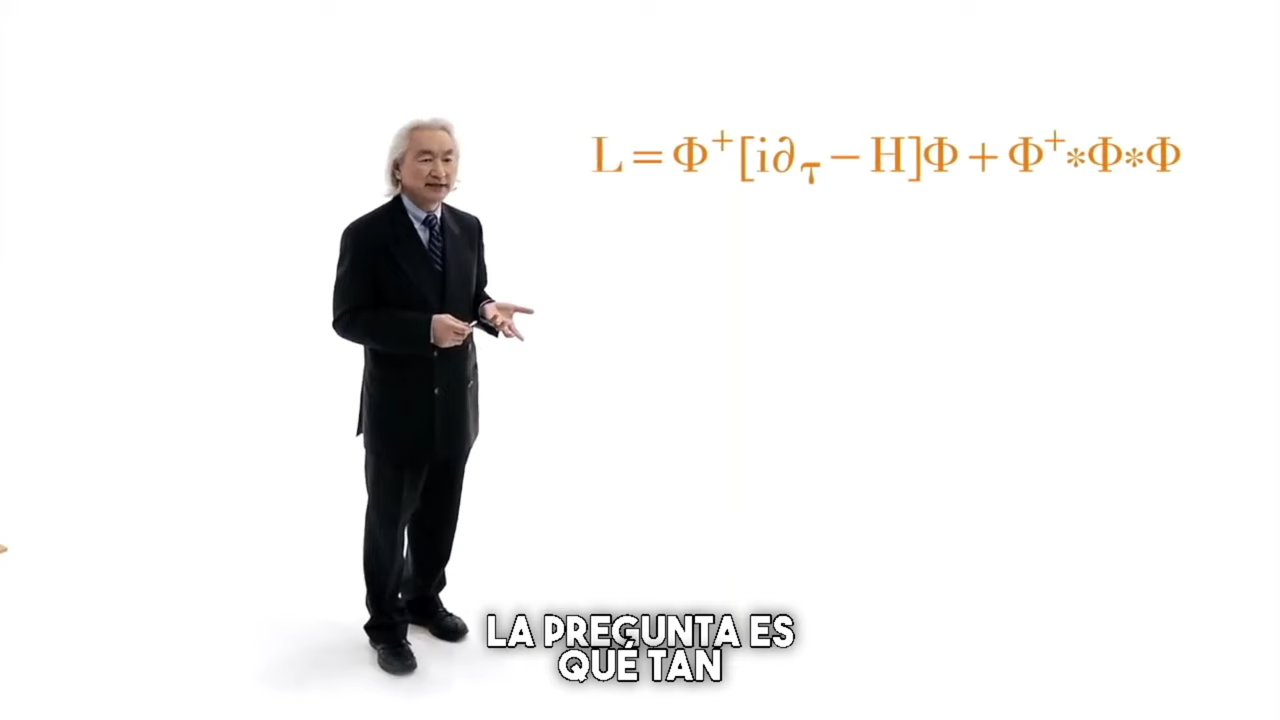 L = Φ⁺[i∂τ − H]Φ + Φ⁺*Φ*Φ
LA PREGUNTA ES
QUÉ TAN